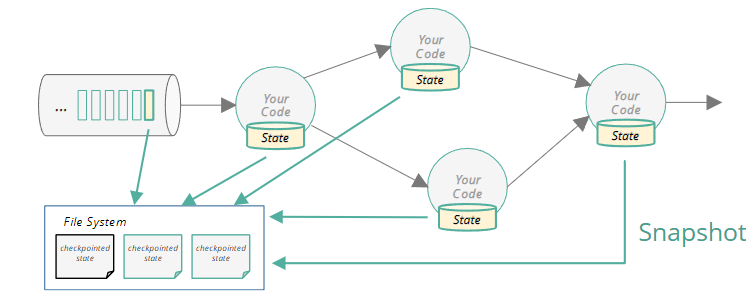 Your
Code
State
...
Your
Code
State
Your
Code
State
Your
Code
State
File System
checkpointed
state
checkpointed
state
checkpointed
state
Snapshot